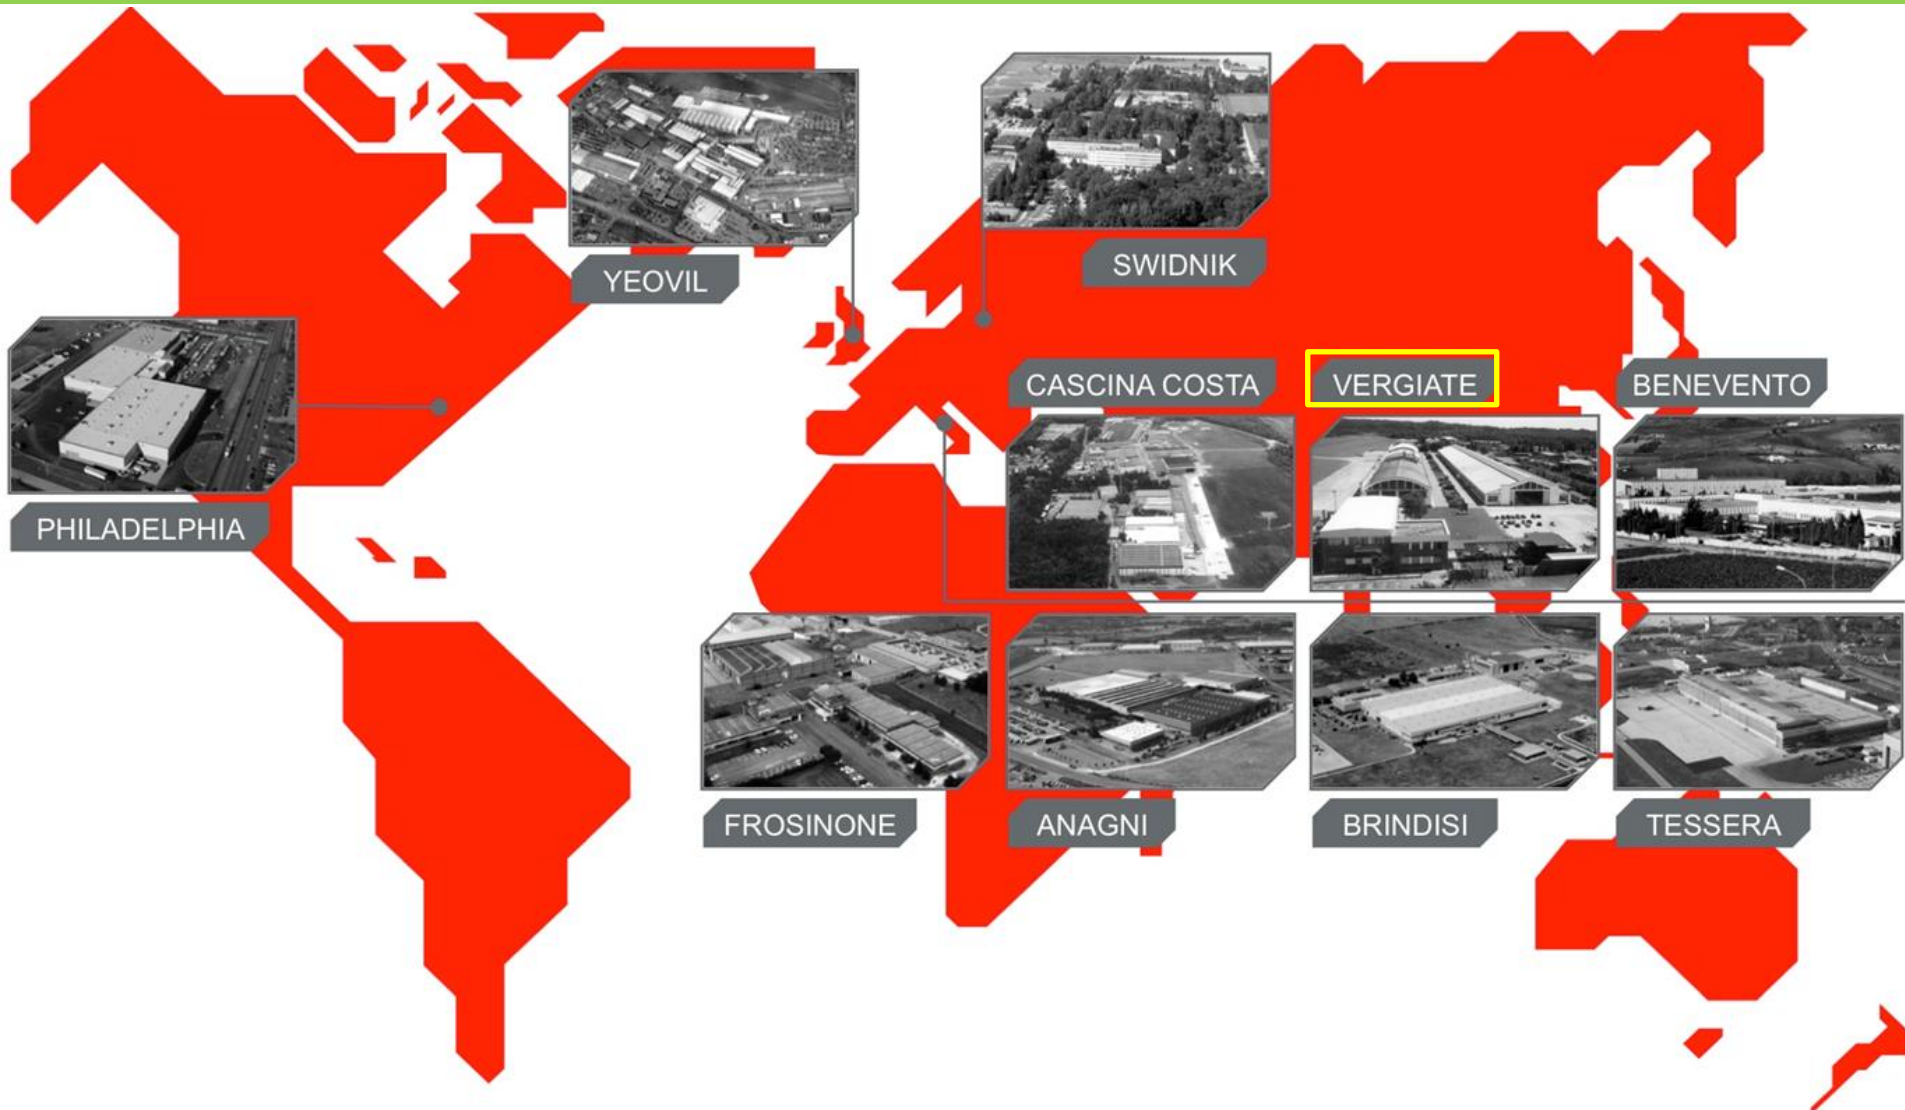 YEOVIL
SWIDNIK
PHILADELPHIA
CASCINA COSTA
VERGIATE
BENEVENTO
FROSINONE
ANAGNI
BRINDISI
TESSERA